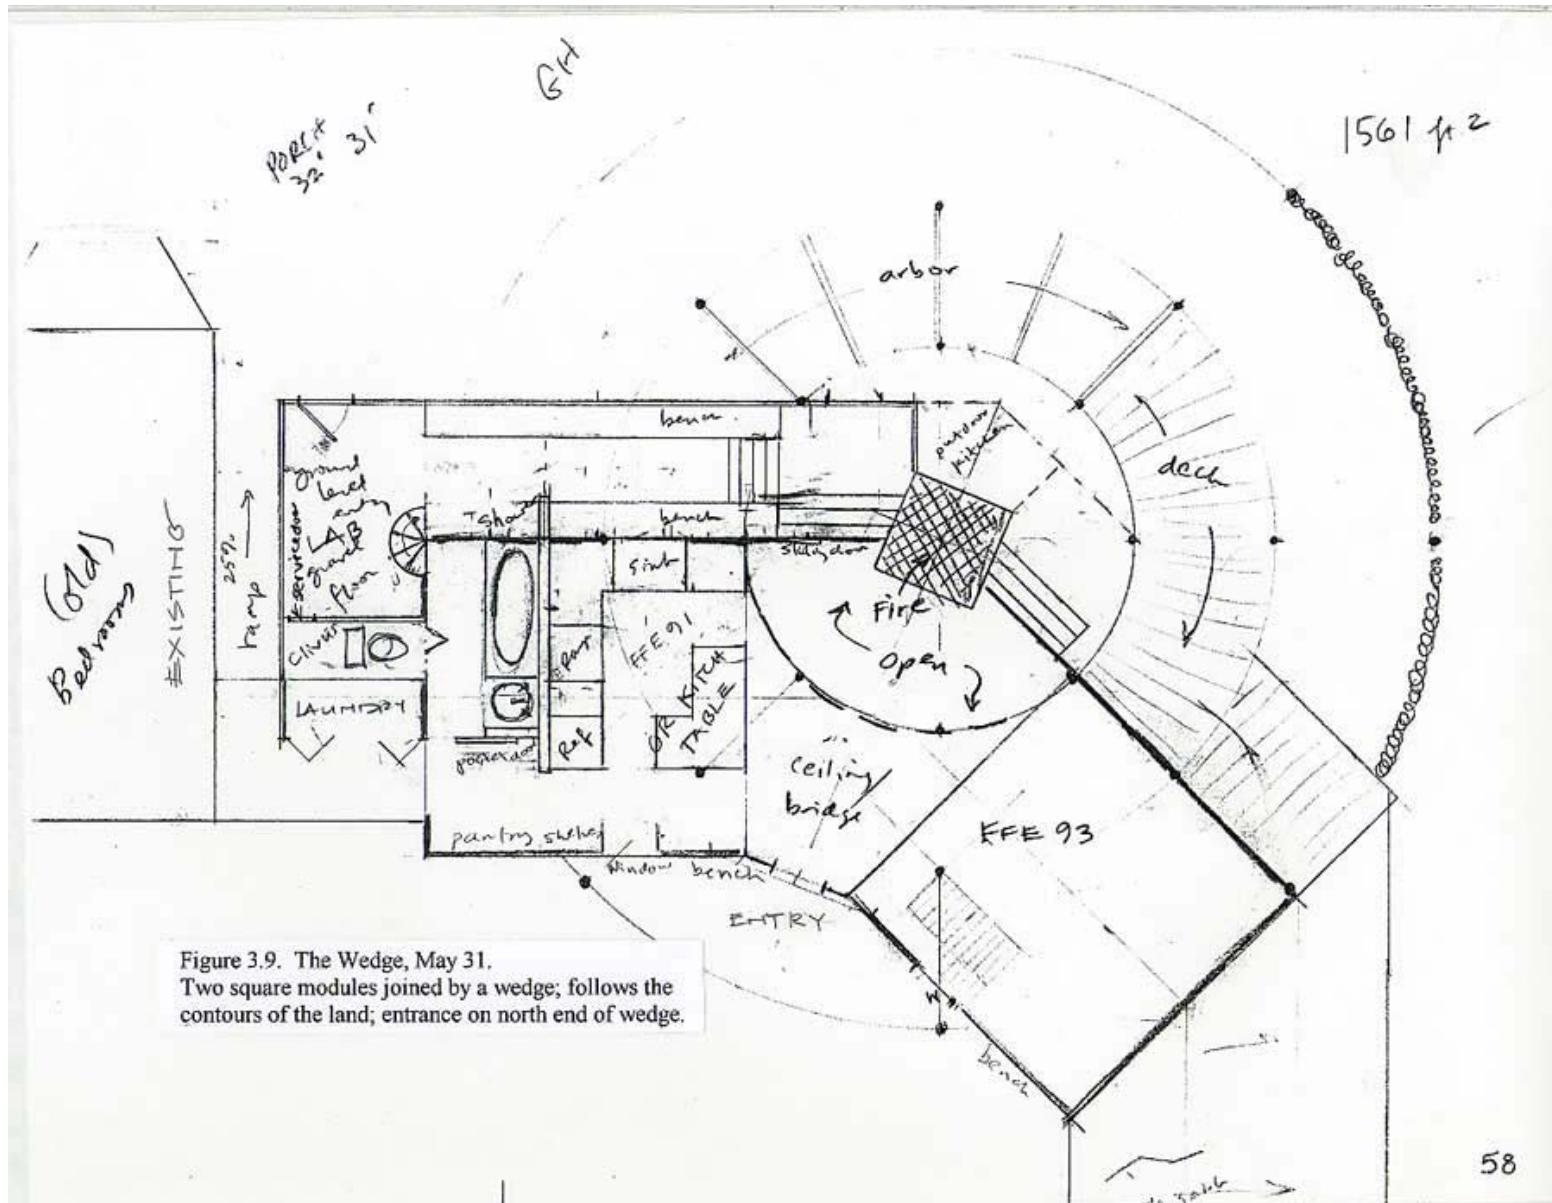 GH
PORCH
32' 31'
1561 ft 2
arbor
outdoor
kitchen
deck
bench
ground
level
entry
LAB
gravel
floor
service door
Old
Bedrooms
EXISTING
25%
ramp
bench
sink
Fire
Open
FFE 91
Clivus
LAUNDRY
Ref
KITCH
TABLE
pantry shelves
window
bench
ceiling
bridge
FFE 93
ENTRY
bench
Figure 3.9. The Wedge, May 31.
Two square modules joined by a wedge; follows the
contours of the land; entrance on north end of wedge.
58